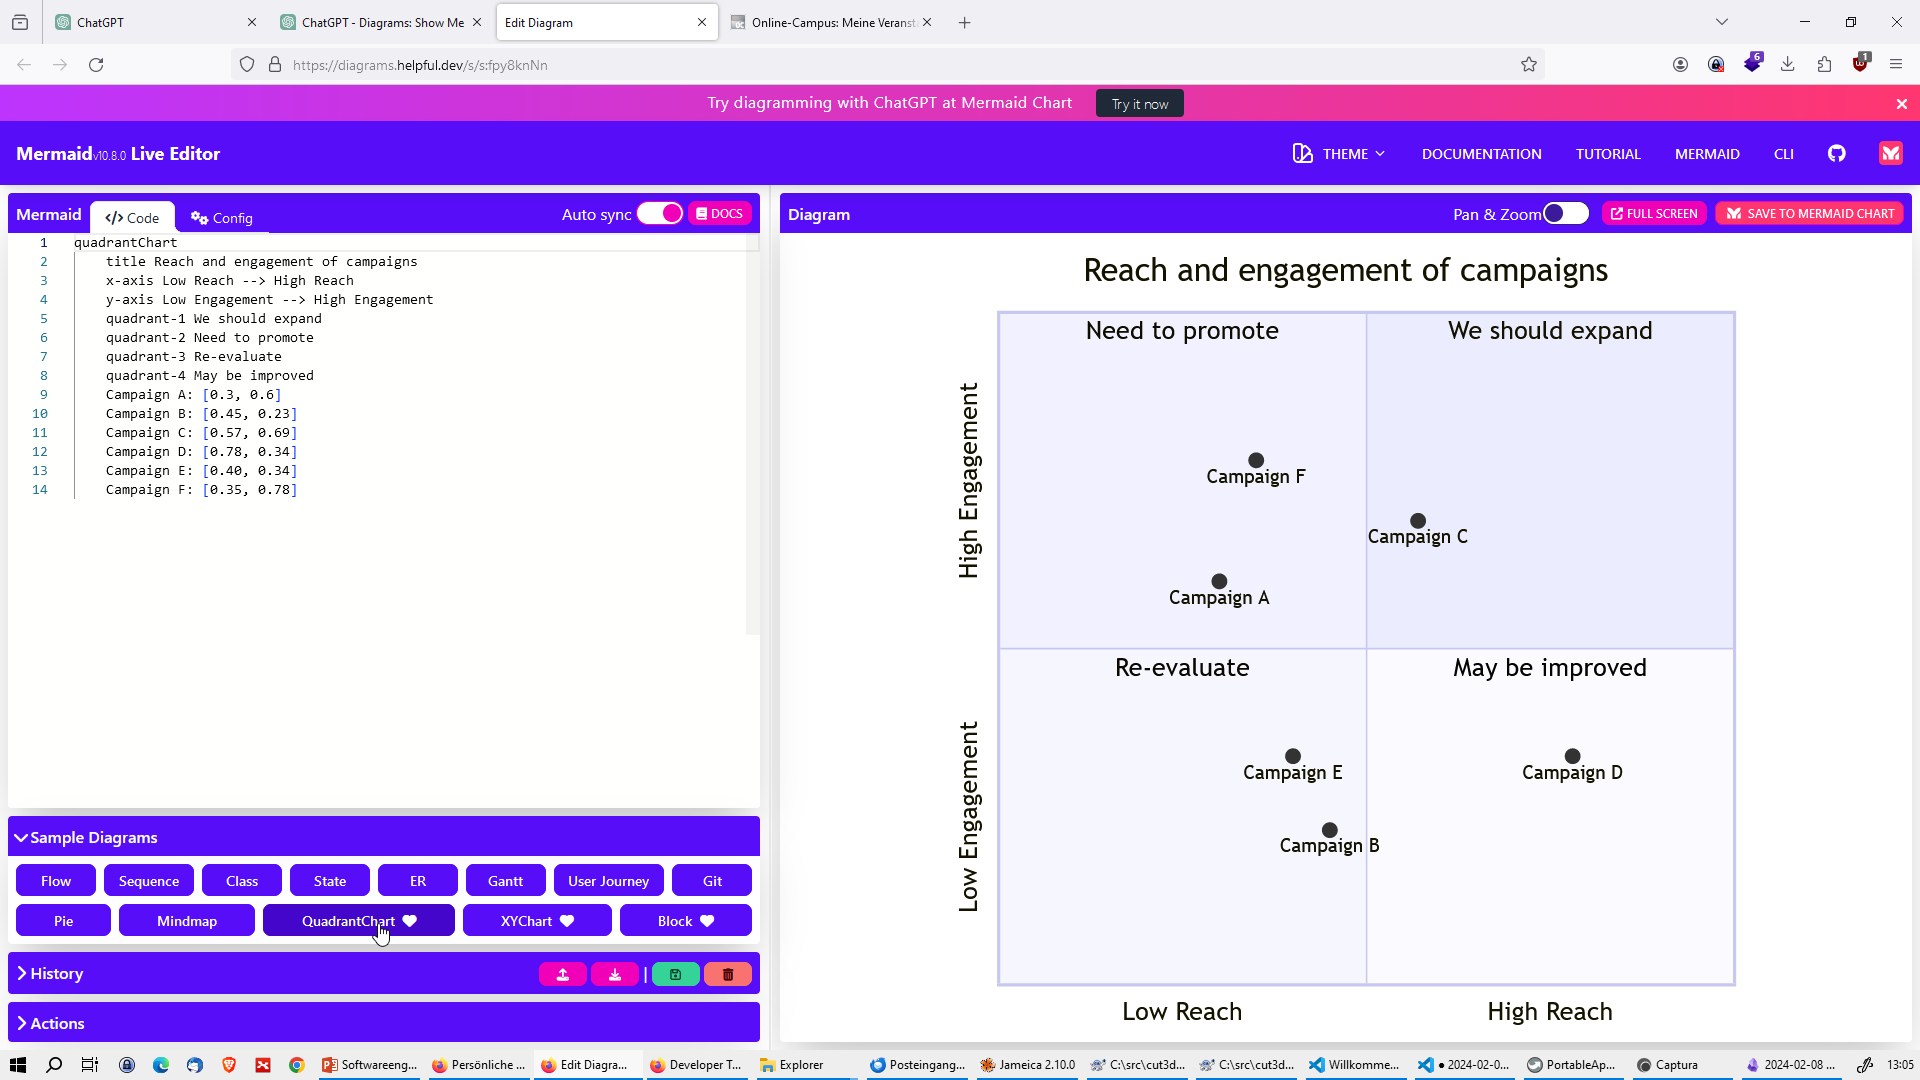 ChatGPT
ChatGPT - Diagrams: Show Me
Edit Diagram
Online-Campus: Meine Veranst
https://diagrams.helpful.dev/s/s:fpy8knNn
6
1
Try diagramming with ChatGPT at Mermaid Chart
Try it now
Mermaid v10.8.0 Live Editor
THEME
DOCUMENTATION
TUTORIAL
MERMAID
CLI
Mermaid
</> Code
Config
Auto sync
DOCS
1 quadrantChart
2 title Reach and engagement of campaigns
3 x-axis Low Reach --> High Reach
4 y-axis Low Engagement --> High Engagement
5 quadrant-1 We should expand
6 quadrant-2 Need to promote
7 quadrant-3 Re-evaluate
8 quadrant-4 May be improved
9 Campaign A: [0.3, 0.6]
10 Campaign B: [0.45, 0.23]
11 Campaign C: [0.57, 0.69]
12 Campaign D: [0.78, 0.34]
13 Campaign E: [0.40, 0.34]
14 Campaign F: [0.35, 0.78]
Sample Diagrams
Flow
Sequence
Class
State
ER
Gantt
User Journey
Git
Pie
Mindmap
QuadrantChart
XYChart
Block
History
Actions
Diagram
Pan & Zoom
FULL SCREEN
SAVE TO MERMAID CHART
Reach and engagement of campaigns
Need to promote
We should expand
High Engagement
Campaign F
Campaign C
Campaign A
Re-evaluate
May be improved
Low Engagement
Campaign E
Campaign D
Campaign B
Low Reach
High Reach
Softwareeng...
Persönliche ...
Edit Diagra...
Developer T...
Explorer
Posteingang...
Jameica 2.10.0
C:\src\cut3d...
C:\src\cut3d...
Willkomme...
● 2024-02-0...
PortableAp...
Captura
2024-02-08 ...
13:05